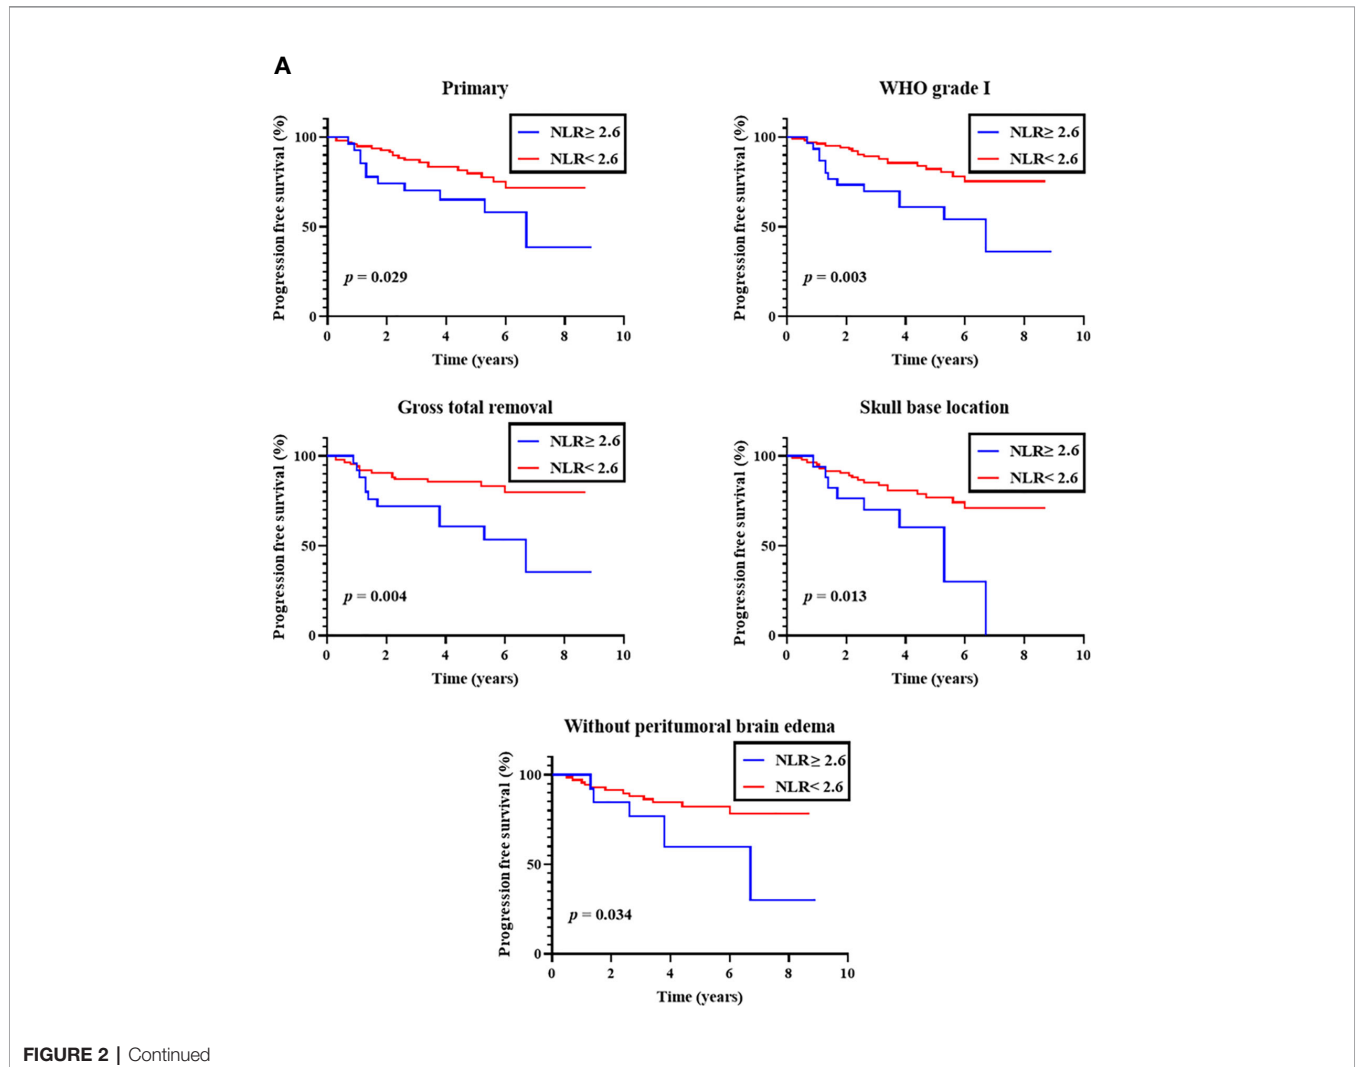 A
Primary
NLR≥ 2.6
NLR< 2.6
Progression free survival (%)
100
50
0
p = 0.029
0 2 4 6 8 10
Time (years)
WHO grade I
NLR≥ 2.6
NLR< 2.6
Progression free survival (%)
100
50
0
p = 0.003
0 2 4 6 8 10
Time (years)
Gross total removal
NLR≥ 2.6
NLR< 2.6
Progression free survival (%)
100
50
0
p = 0.004
0 2 4 6 8 10
Time (years)
Skull base location
NLR≥ 2.6
NLR< 2.6
Progression free survival (%)
100
50
0
p = 0.013
0 2 4 6 8 10
Time (years)
Without peritumoral brain edema
NLR≥ 2.6
NLR< 2.6
Progression free survival (%)
100
50
0
p = 0.034
0 2 4 6 8 10
Time (years)
FIGURE 2 | Continued